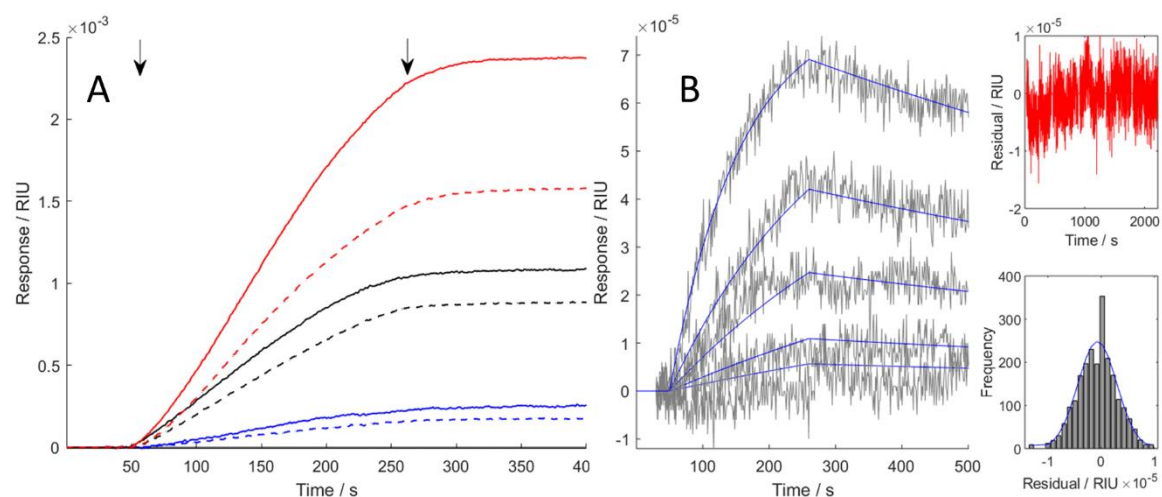 ×10⁻³
2.5
2
1.5
1
0.5
0
A
Response / RIU
50 100 150 200 250 300 350 40
Time / s
×10⁻⁵
7
6
5
4
3
2
1
0
-1
B
Response / RIU
100 200 300 400 500
Time / s
×10⁻⁵
1
0
-1
-2
Residual / RIU
0 1000 2000
Time / s
400
300
200
100
0
Frequency
-1 0 1
Residual / RIU ×10⁻⁵